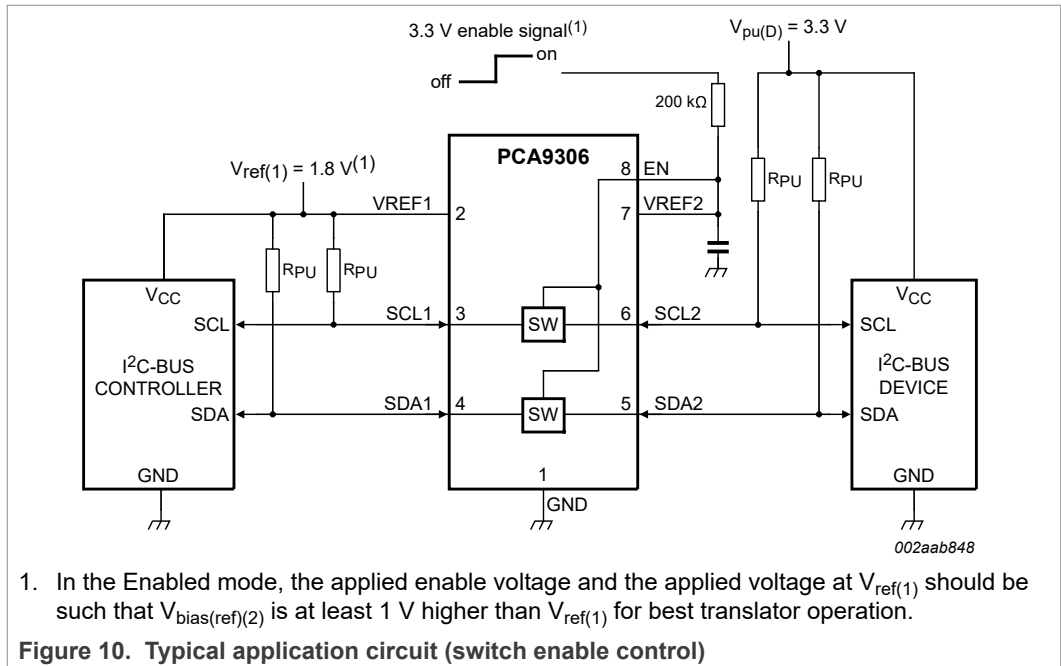 3.3 V enable signal(1)
on
off
Vpu(D) = 3.3 V
200 kΩ
PCA9306
Vref(1) = 1.8 V(1)
8 EN
RPU RPU
VREF1 2
7 VREF2
RPU RPU
VCC
VCC
SCL SCL1 3 SW 6 SCL2 SCL
I2C-BUS
CONTROLLER
I2C-BUS
DEVICE
SDA SDA1 4 SW 5 SDA2 SDA
GND
1
GND
GND
002aab848
1. In the Enabled mode, the applied enable voltage and the applied voltage at Vref(1) should be
such that Vbias(ref)(2) is at least 1 V higher than Vref(1) for best translator operation.
Figure 10. Typical application circuit (switch enable control)